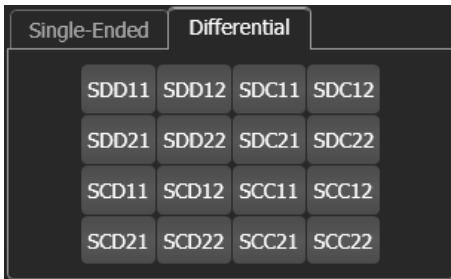 Single-Ended Differential
SDD11 SDD12 SDC11 SDC12
SDD21 SDD22 SDC21 SDC22
SCD11 SCD12 SCC11 SCC12
SCD21 SCD22 SCC21 SCC22